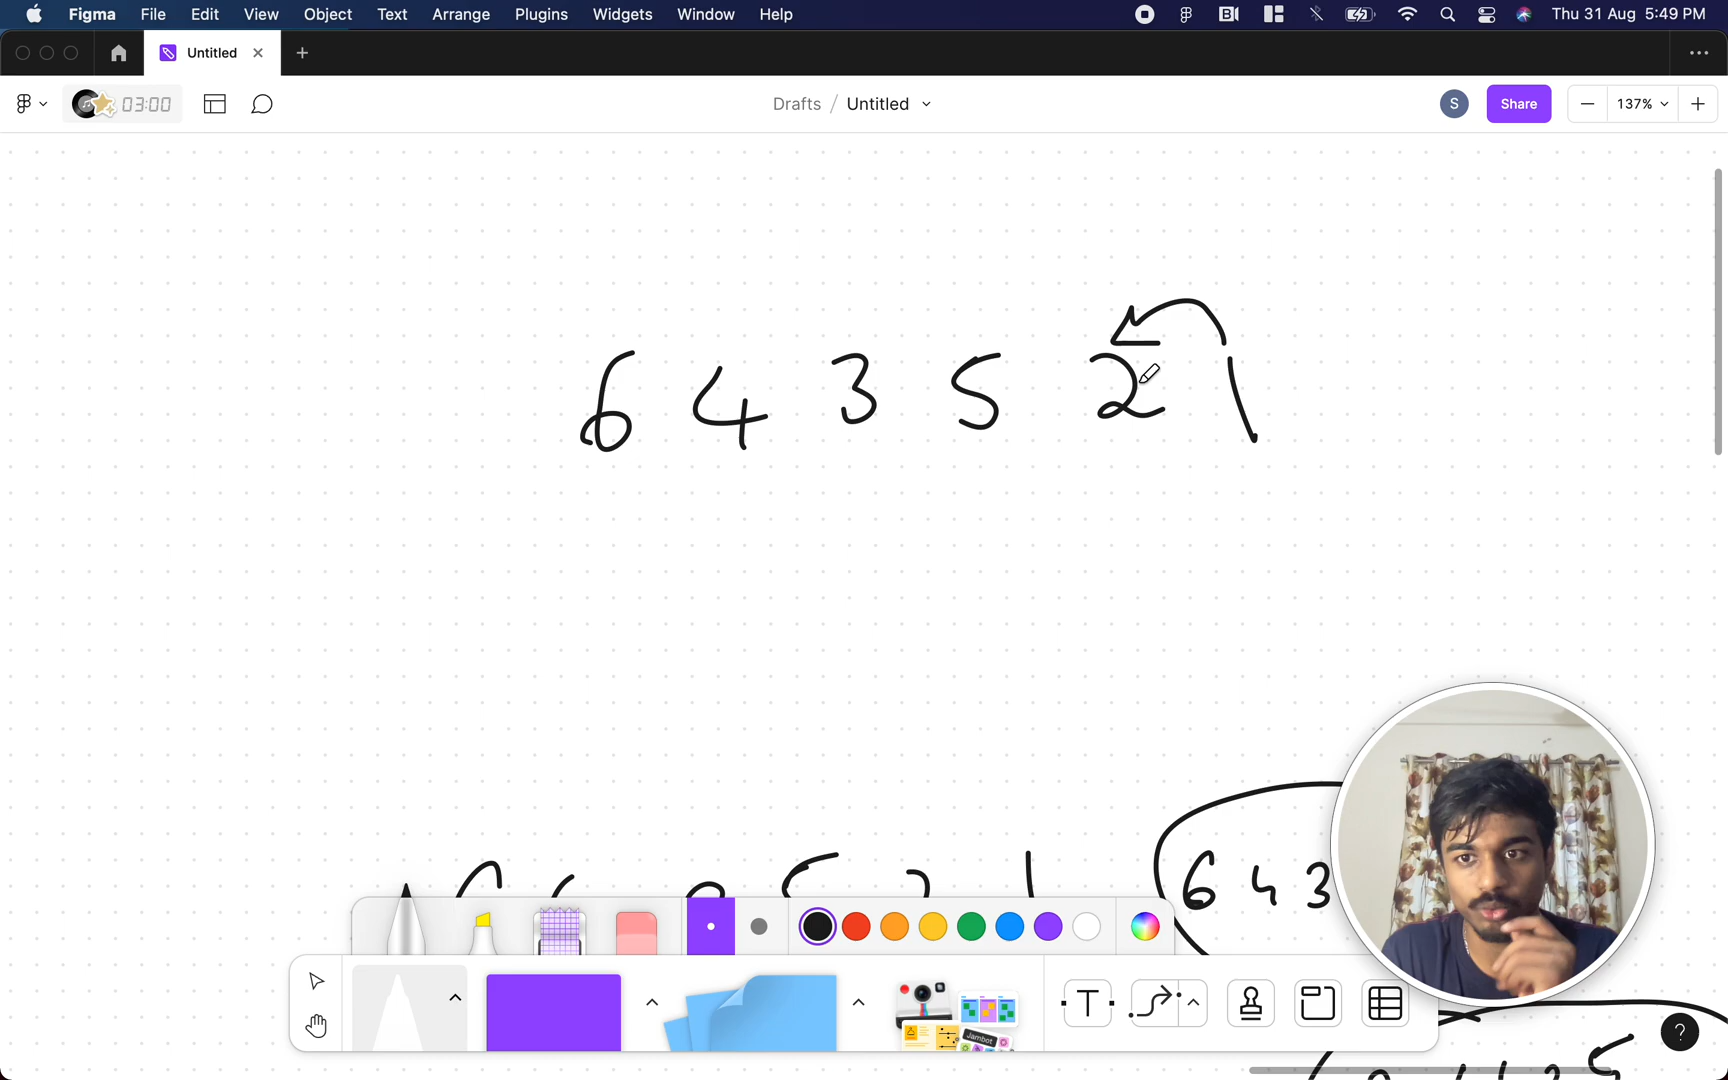 Figma File Edit View Object Text Arrange Plugins Widgets Window Help Thu 31 Aug 5:49 PM
Untitled
03:00 Drafts / Untitled S Share 137%
6 4 3 5 2 1
6 4 3
T Jambot
?